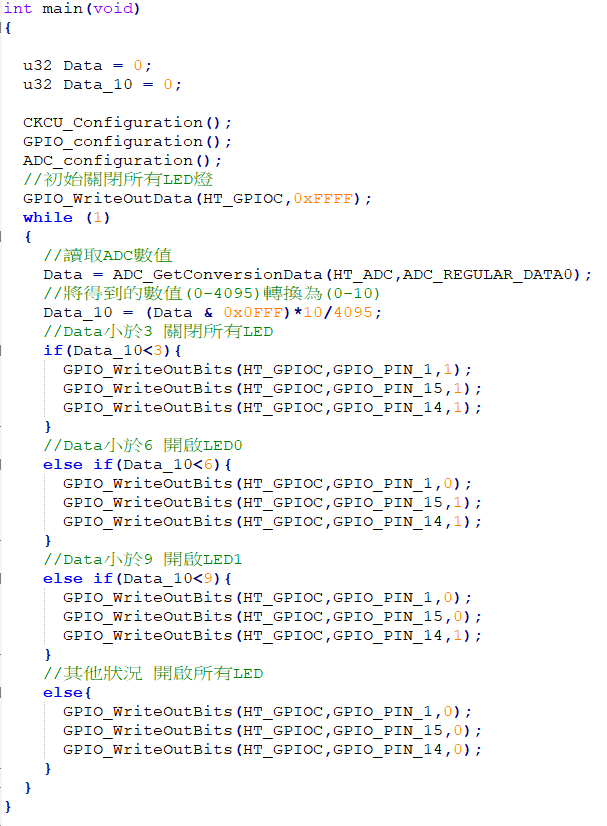 int main(void)
{
u32 Data = 0;
u32 Data_10 = 0;
CKCU_Configuration();
GPIO_configuration();
ADC_configuration();
//初始關閉所有LED燈
GPIO_WriteOutData(HT_GPIOC,0xFFFF);
while (1)
{
//讀取ADC數值
Data = ADC_GetConversionData(HT_ADC,ADC_REGULAR_DATA0);
//將得到的數值(0-4095)轉換為(0-10)
Data_10 = (Data & 0x0FFF)*10/4095;
//Data小於3 關閉所有LED
if(Data_10<3){
GPIO_WriteOutBits(HT_GPIOC,GPIO_PIN_1,1);
GPIO_WriteOutBits(HT_GPIOC,GPIO_PIN_15,1);
GPIO_WriteOutBits(HT_GPIOC,GPIO_PIN_14,1);
}
//Data小於6 開啟LED0
else if(Data_10<6){
GPIO_WriteOutBits(HT_GPIOC,GPIO_PIN_1,0);
GPIO_WriteOutBits(HT_GPIOC,GPIO_PIN_15,1);
GPIO_WriteOutBits(HT_GPIOC,GPIO_PIN_14,1);
}
//Data小於9 開啟LED1
else if(Data_10<9){
GPIO_WriteOutBits(HT_GPIOC,GPIO_PIN_1,0);
GPIO_WriteOutBits(HT_GPIOC,GPIO_PIN_15,0);
GPIO_WriteOutBits(HT_GPIOC,GPIO_PIN_14,1);
}
//其他狀況 開啟所有LED
else{
GPIO_WriteOutBits(HT_GPIOC,GPIO_PIN_1,0);
GPIO_WriteOutBits(HT_GPIOC,GPIO_PIN_15,0);
GPIO_WriteOutBits(HT_GPIOC,GPIO_PIN_14,0);
}
}
}